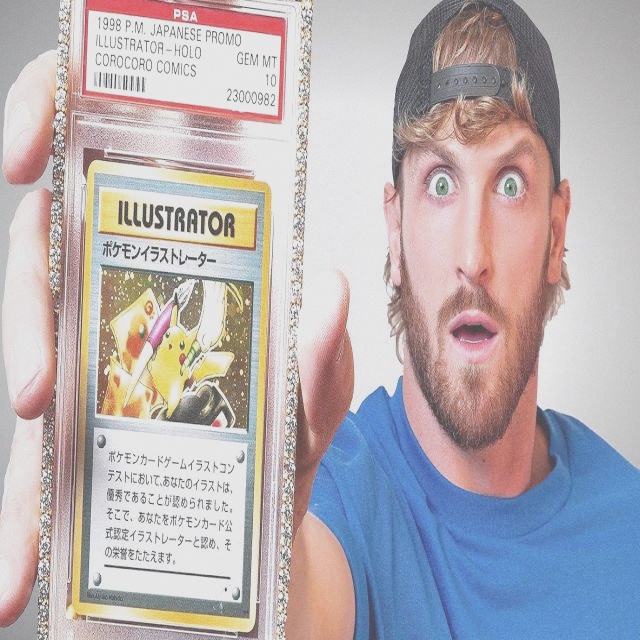 PSA
1998 P.M. JAPANESE PROMO
ILLUSTRATOR-HOLO GEM MT
COROCORO COMICS 10
23000982
ILLUSTRATOR
ポケモンイラストレーター
ポケモンカードゲームイラストコン
テストにおいて、あなたのイラストは、
優秀であることが認められました。
そこで、あなたをポケモンカード公
式認定イラストレーターと認め、そ
の栄誉をたたえます。